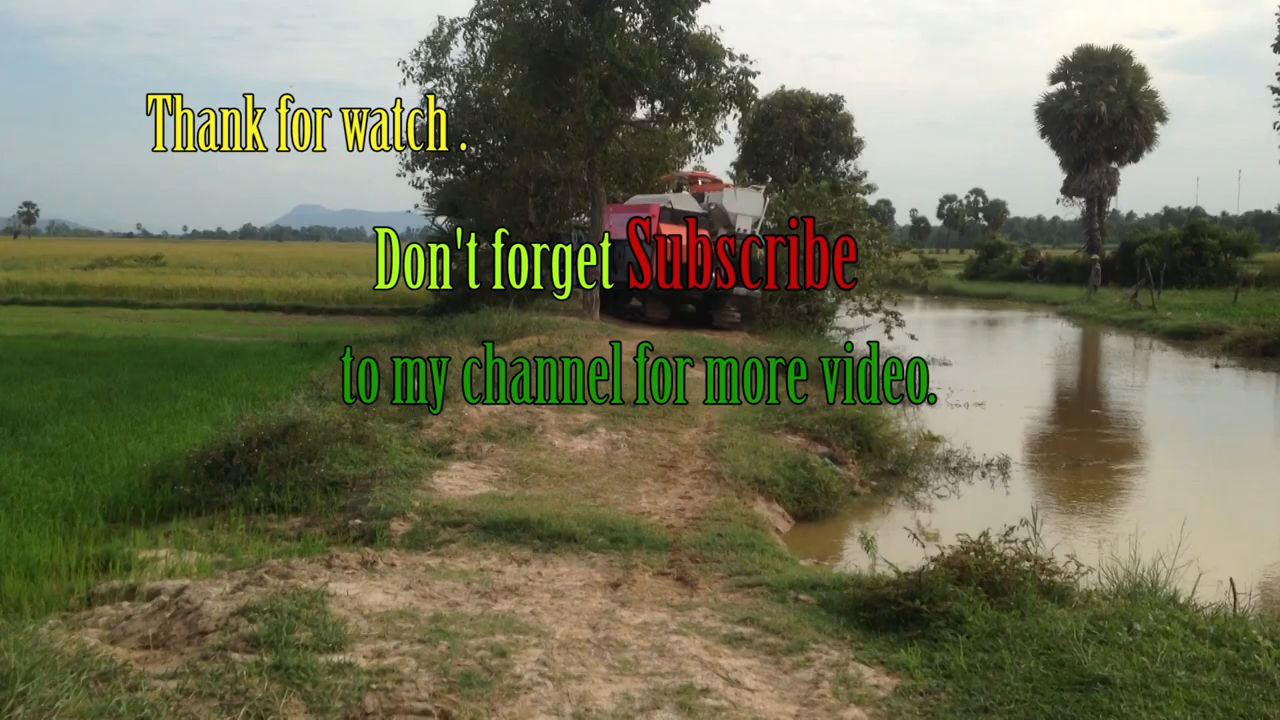 Thank for watch .
Don't forget Subscribe
to my channel for more video.